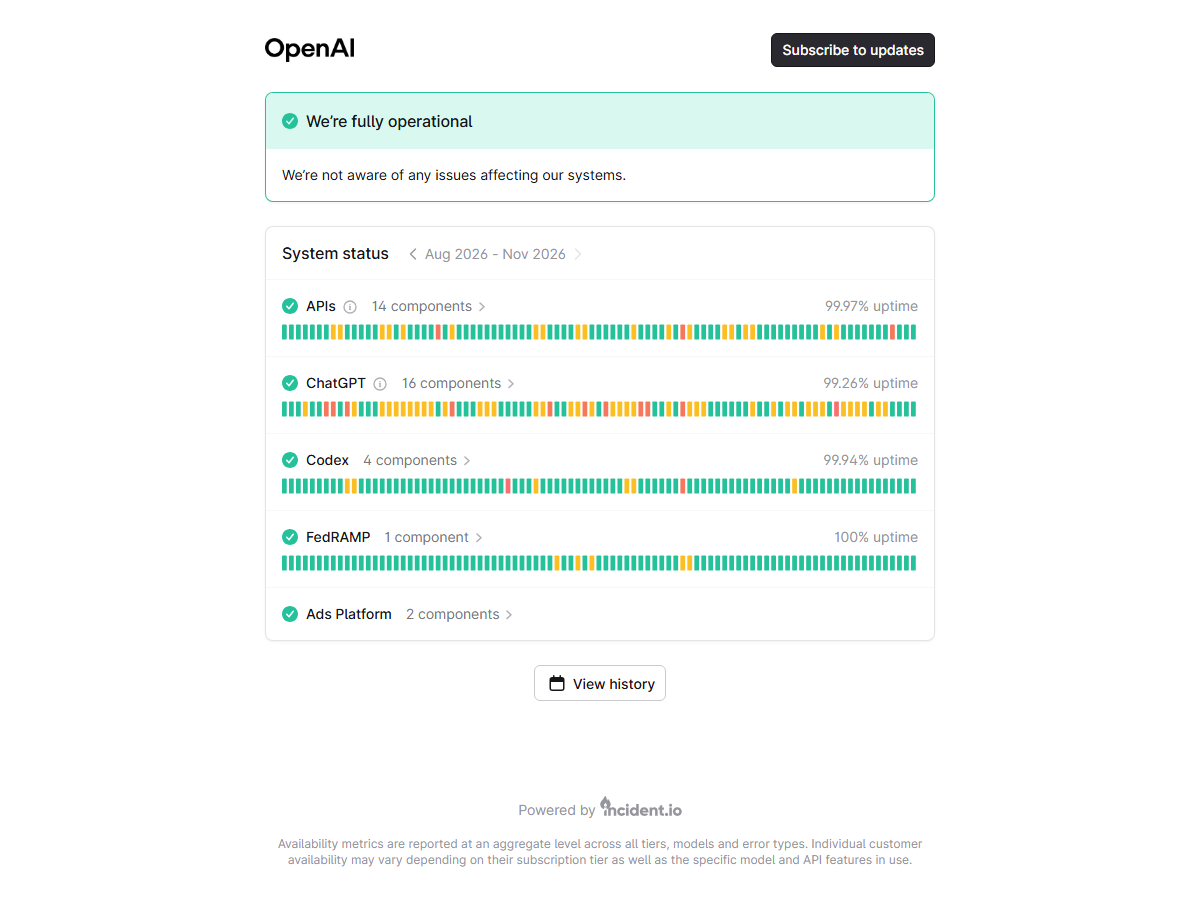 OpenAI
Subscribe to updates
We’re fully operational
We’re not aware of any issues affecting our systems.
System status
Aug 2026 - Nov 2026
APIs 14 components 99.97% uptime
ChatGPT 16 components 99.26% uptime
Codex 4 components 99.94% uptime
FedRAMP 1 component 100% uptime
Ads Platform 2 components
View history
Powered by incident.io
Availability metrics are reported at an aggregate level across all tiers, models and error types. Individual customer
availability may vary depending on their subscription tier as well as the specific model and API features in use.